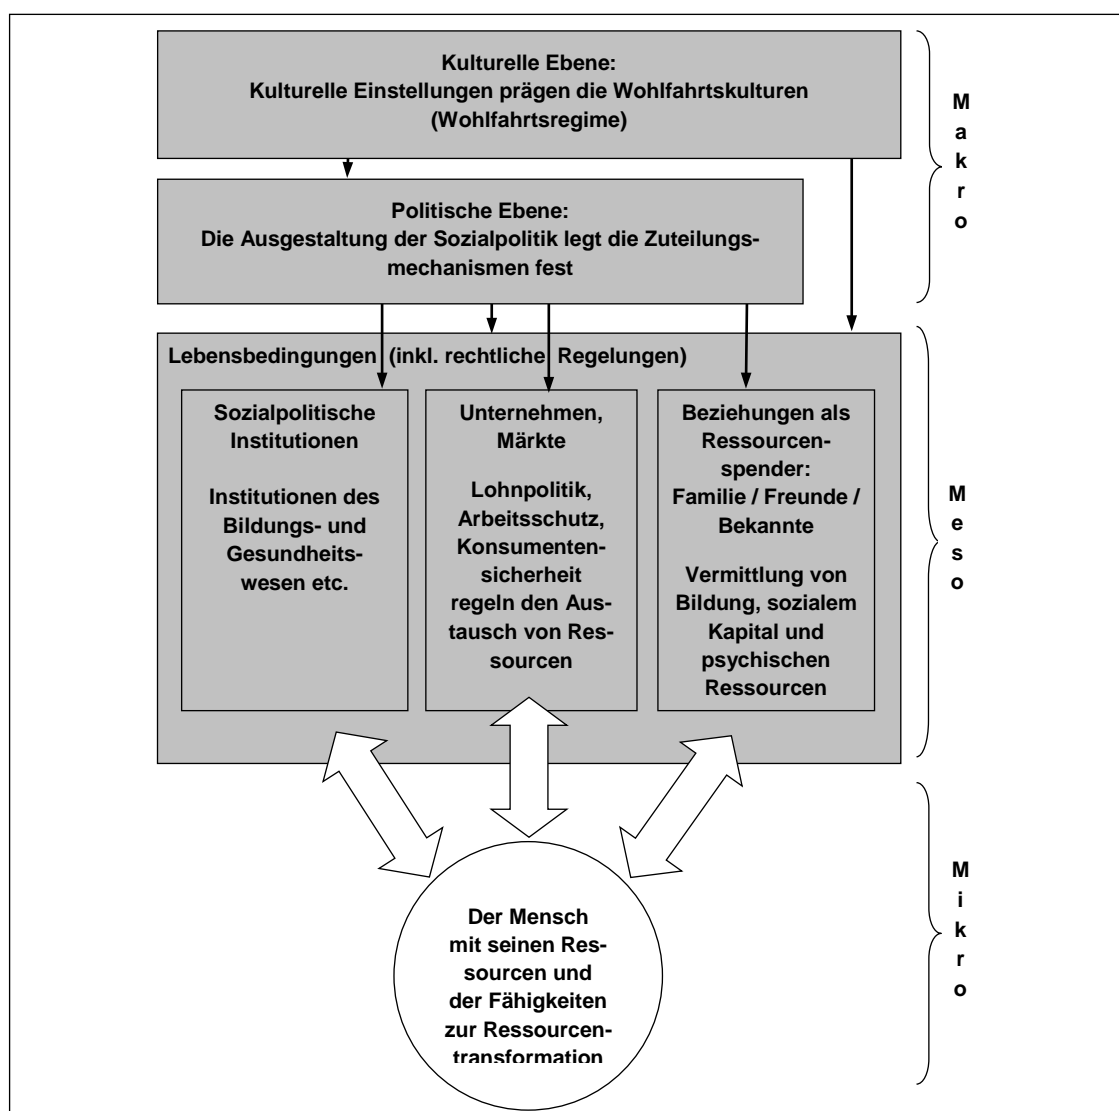 Kulturelle Ebene:
Kulturelle Einstellungen prägen die Wohlfahrtskulturen
(Wohlfahrtsregime)
Makro
Politische Ebene:
Die Ausgestaltung der Sozialpolitik legt die Zuteilungs-
mechanismen fest
Lebensbedingungen (inkl. rechtliche Regelungen)
Sozialpolitische
Institutionen
Institutionen des
Bildungs- und
Gesundheits-
wesen etc.
Unternehmen,
Märkte
Lohnpolitik,
Arbeitsschutz,
Konsumenten-
sicherheit
regeln den Aus-
tausch von Res-
sourcen
Beziehungen als
Ressourcen-
spender:
Familie / Freunde /
Bekannte
Vermittlung von
Bildung, sozialem
Kapital und
psychischen
Ressourcen
Meso
Der Mensch
mit seinen Res-
sourcen und
der Fähigkeiten
zur Ressourcen-
transformation
Mikro